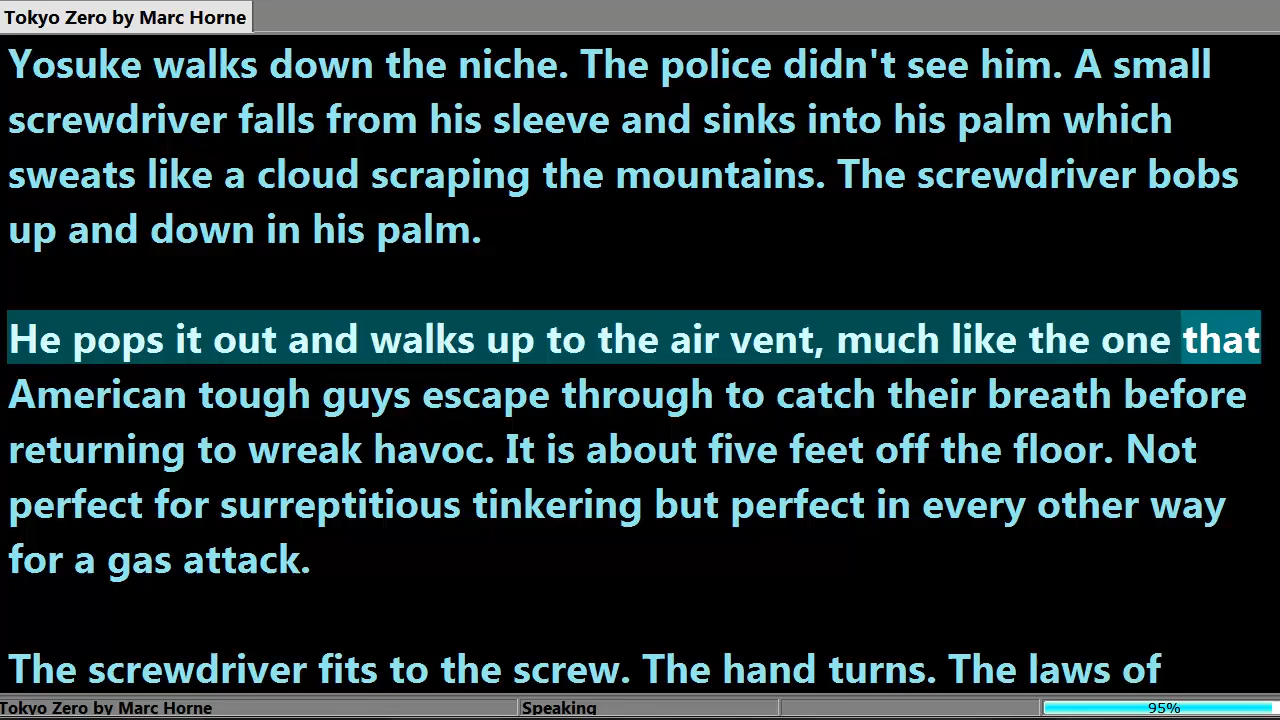 Tokyo Zero by Marc Horne
Yosuke walks down the niche. The police didn't see him. A small
screwdriver falls from his sleeve and sinks into his palm which
sweats like a cloud scraping the mountains. The screwdriver bobs
up and down in his palm.
He pops it out and walks up to the air vent, much like the one that
American tough guys escape through to catch their breath before
returning to wreak havoc. It is about five feet off the floor. Not
perfect for surreptitious tinkering but perfect in every other way
for a gas attack.
The screwdriver fits to the screw. The hand turns. The laws of
Tokyo Zero by Marc Horne
Speaking
95%